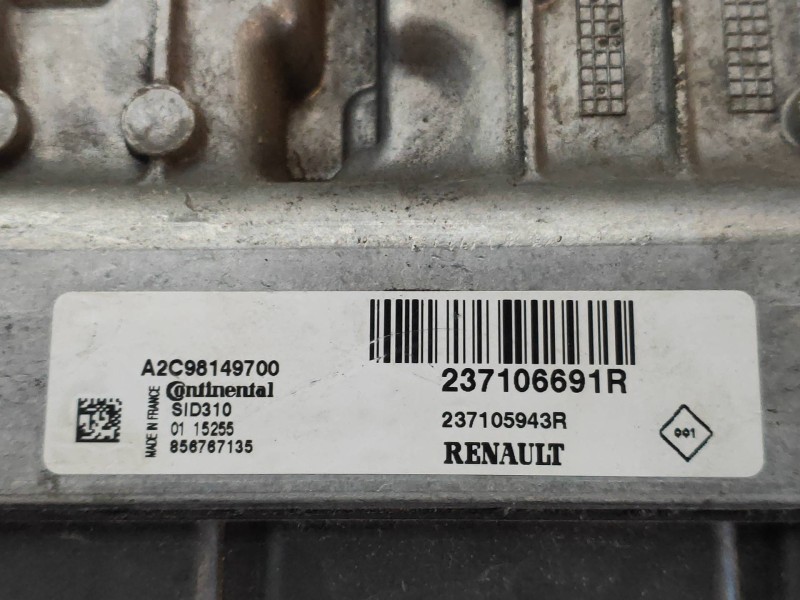 A2C98149700
Continental
SID310
01 15255
856767135
MADE IN FRANCE
237106691R
237105943R
RENAULT
001